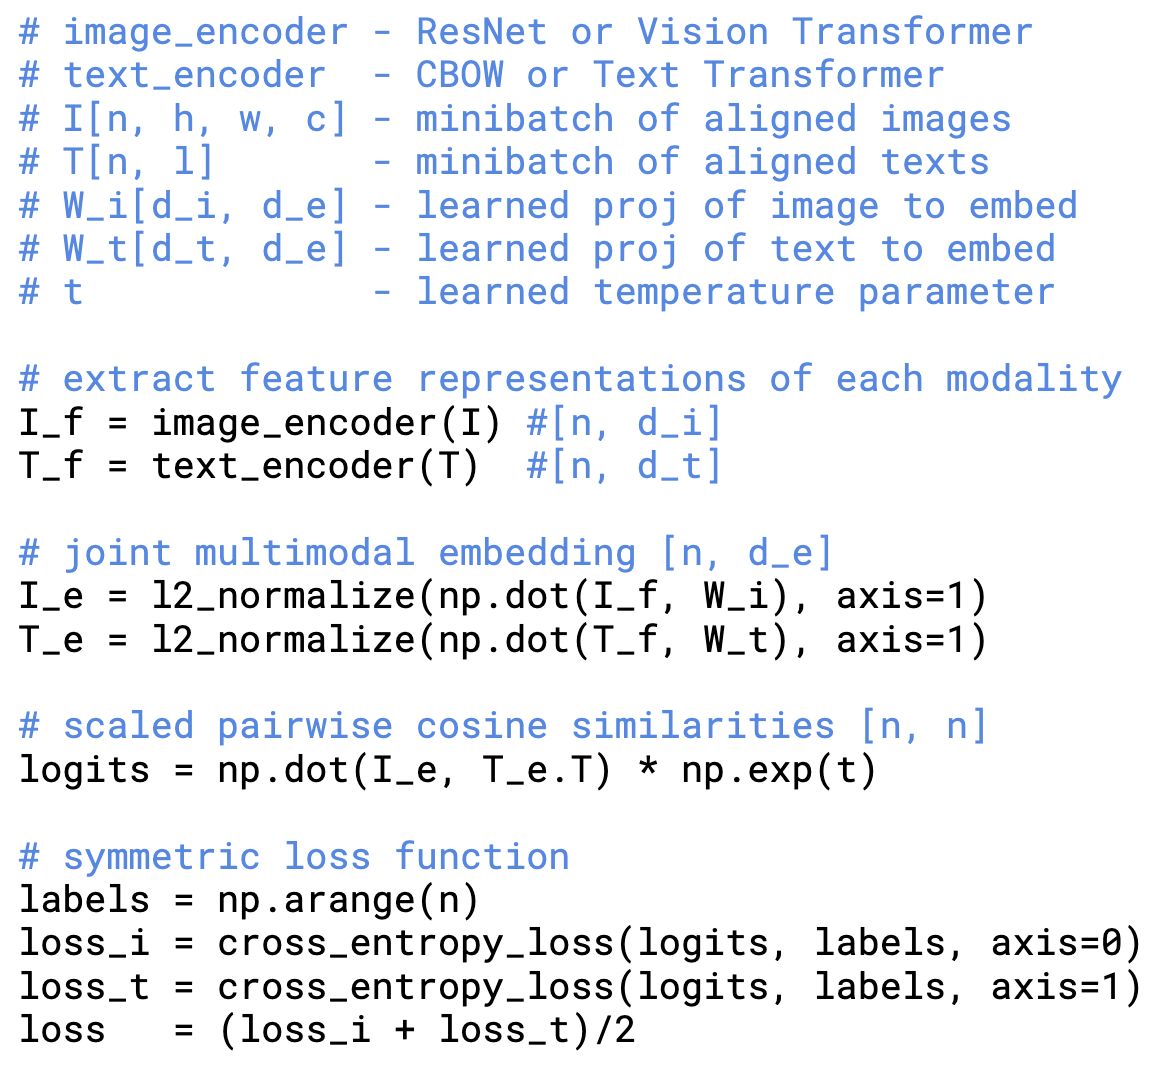 # image_encoder - ResNet or Vision Transformer
# text_encoder  - CBOW or Text Transformer
# I[n, h, w, c] - minibatch of aligned images
# T[n, l]       - minibatch of aligned texts
# W_i[d_i, d_e] - learned proj of image to embed
# W_t[d_t, d_e] - learned proj of text to embed
# t             - learned temperature parameter
# extract feature representations of each modality
I_f = image_encoder(I) #[n, d_i]
T_f = text_encoder(T)  #[n, d_t]
# joint multimodal embedding [n, d_e]
I_e = l2_normalize(np.dot(I_f, W_i), axis=1)
T_e = l2_normalize(np.dot(T_f, W_t), axis=1)
# scaled pairwise cosine similarities [n, n]
logits = np.dot(I_e, T_e.T) * np.exp(t)
# symmetric loss function
labels = np.arange(n)
loss_i = cross_entropy_loss(logits, labels, axis=0)
loss_t = cross_entropy_loss(logits, labels, axis=1)
loss   = (loss_i + loss_t)/2